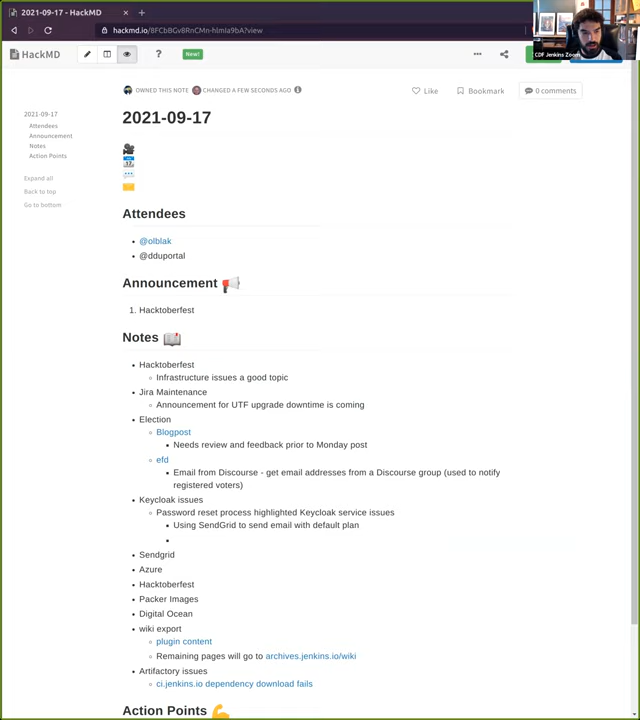 2021-09-17 - HackMD
hackmd.io/8FCbBGv8RnCMn-hlmIa9bA?view
HackMD
?
New!
CDF Jenkins Zoom
OWNED THIS NOTE
CHANGED A FEW SECONDS AGO
Like
Bookmark
0 comments
2021-09-17
Attendees
Announcement
Notes
Action Points
Expand all
Back to top
Go to bottom
2021-09-17
Attendees
@olblak
@dduportal
Announcement
1. Hacktoberfest
Notes
Hacktoberfest
Infrastructure issues a good topic
Jira Maintenance
Announcement for UTF upgrade downtime is coming
Election
Blogpost
Needs review and feedback prior to Monday post
efd
Email from Discourse - get email addresses from a Discourse group (used to notify
registered voters)
Keycloak issues
Password reset process highlighted Keycloak service issues
Using SendGrid to send email with default plan
Sendgrid
Azure
Hacktoberfest
Packer Images
Digital Ocean
wiki export
plugin content
Remaining pages will go to archives.jenkins.io/wiki
Artifactory issues
ci.jenkins.io dependency download fails
Action Points